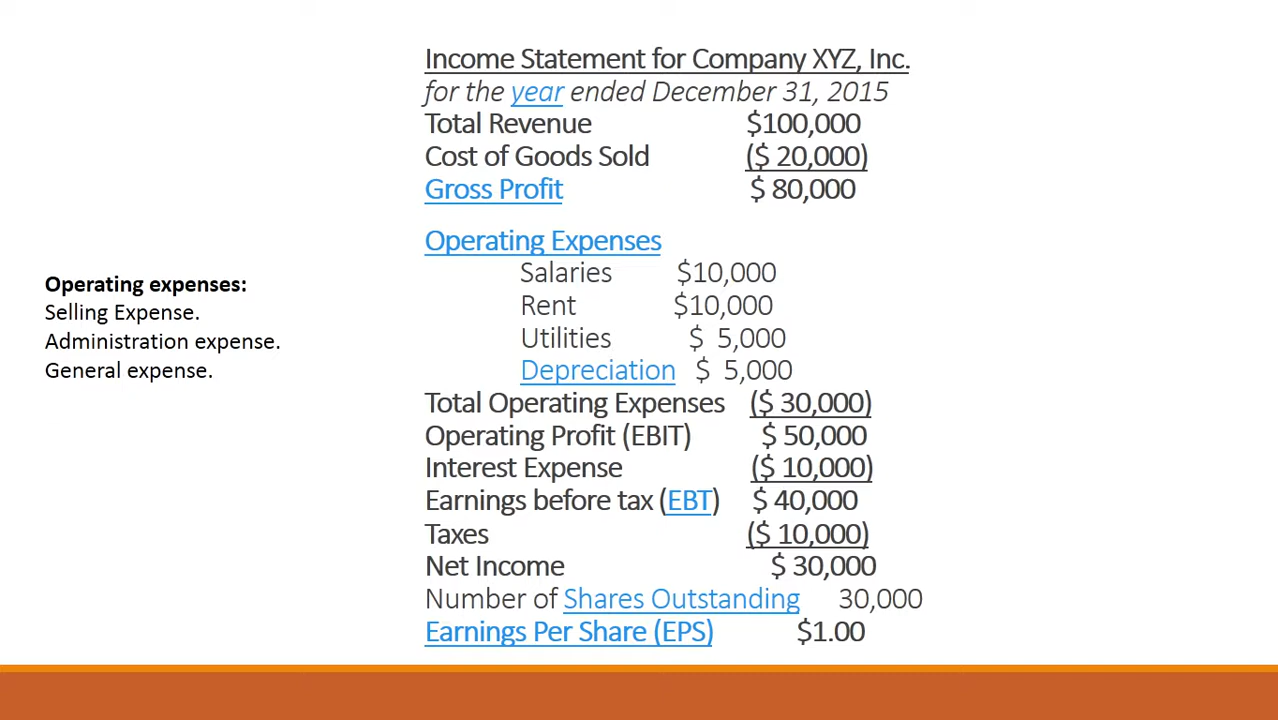 Income Statement for Company XYZ, Inc.
for the year ended December 31, 2015
Total Revenue $100,000
Cost of Goods Sold ($ 20,000)
Gross Profit $ 80,000
Operating Expenses
Salaries $10,000
Rent $10,000
Utilities $ 5,000
Depreciation $ 5,000
Total Operating Expenses ($ 30,000)
Operating Profit (EBIT) $ 50,000
Interest Expense ($ 10,000)
Earnings before tax (EBT) $ 40,000
Taxes ($ 10,000)
Net Income $ 30,000
Number of Shares Outstanding 30,000
Earnings Per Share (EPS) $1.00
Operating expenses:
Selling Expense.
Administration expense.
General expense.